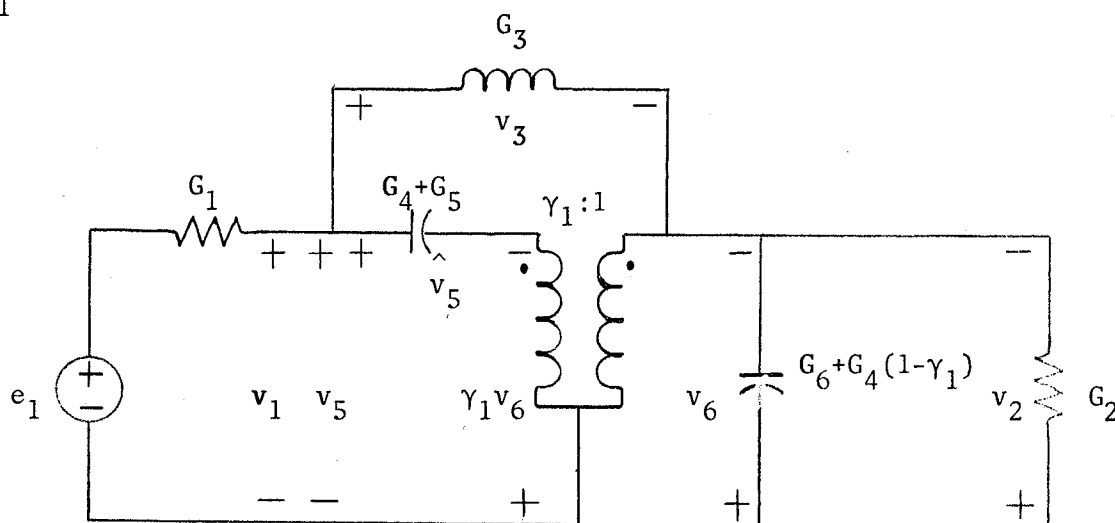 G₃
+ −
v₃
G₁ G₄+G₅ γ₁:1
+ + + − − −
v̂₅
e₁ + − v₁ v₅ γ₁v₆ v₆ G₆+G₄(1-γ₁) v₂ G₂
− − + + +